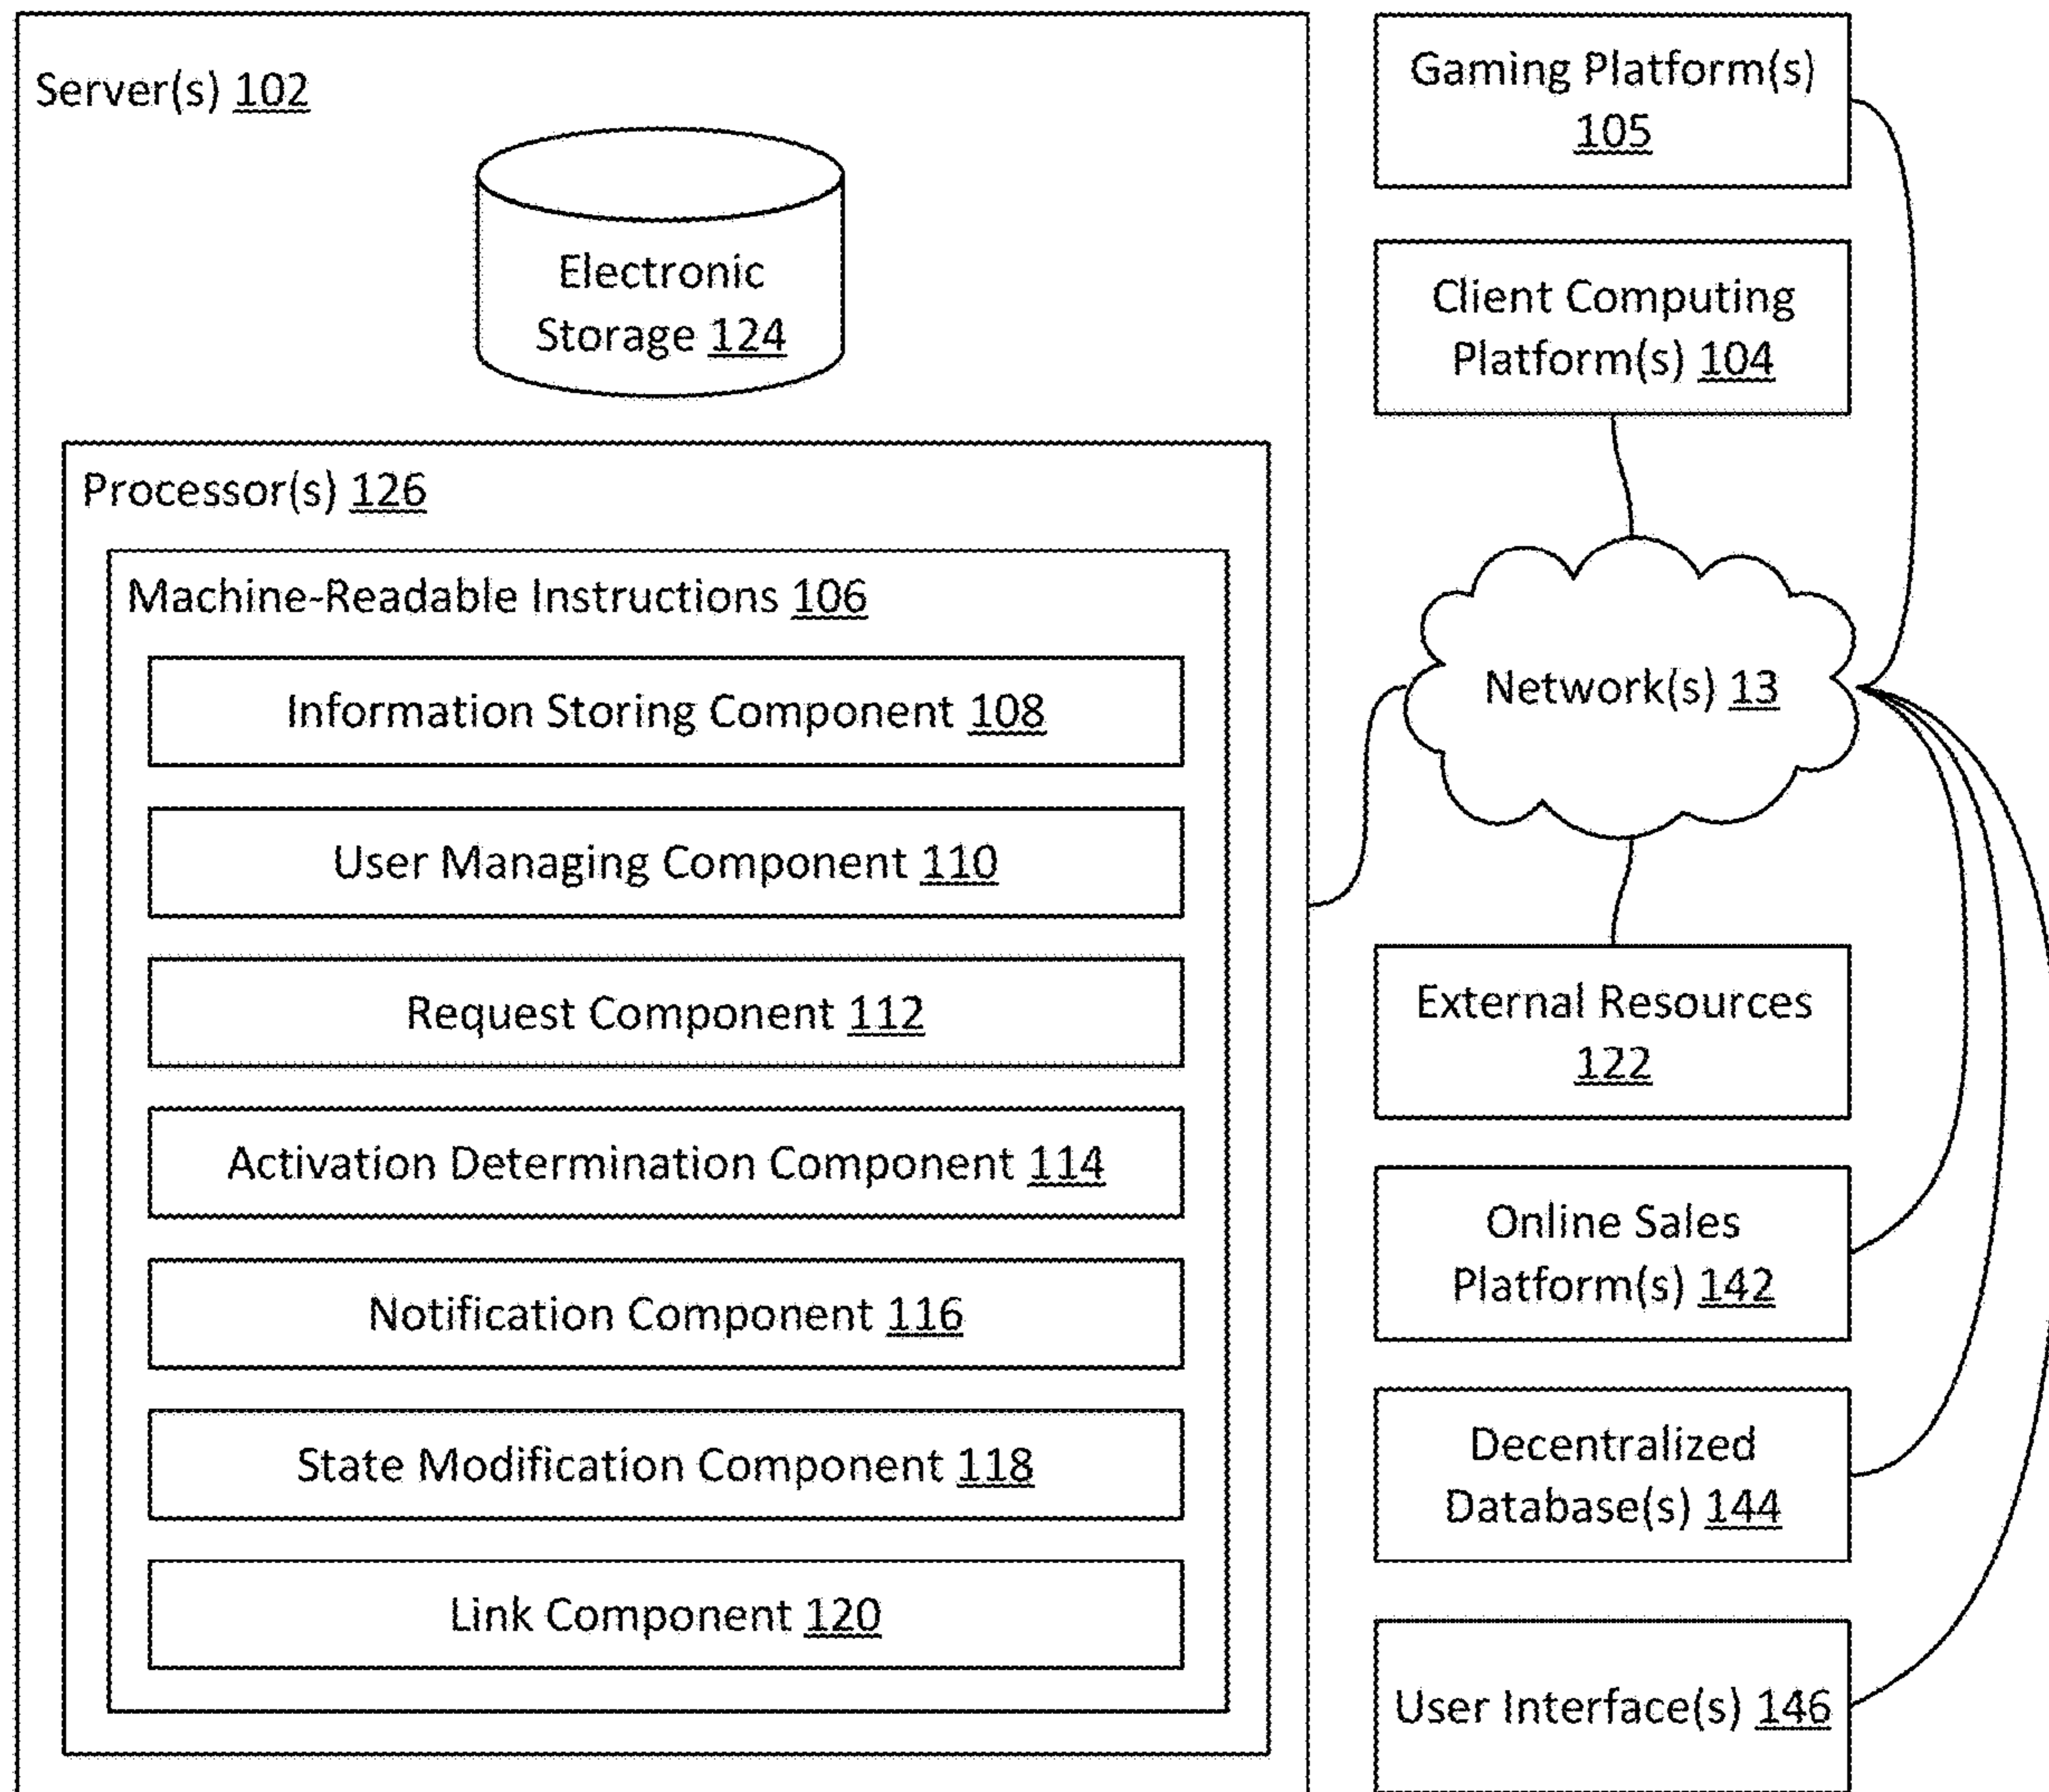 Server(s) 102
Electronic
Storage 124
Processor(s) 126
Machine-Readable Instructions 106
Information Storing Component 108
User Managing Component 110
Request Component 112
Activation Determination Component 114
Notification Component 116
State Modification Component 118
Link Component 120
Gaming Platform(s)
105
Client Computing
Platform(s) 104
Network(s) 13
External Resources
122
Online Sales
Platform(s) 142
Decentralized
Database(s) 144
User Interface(s) 146